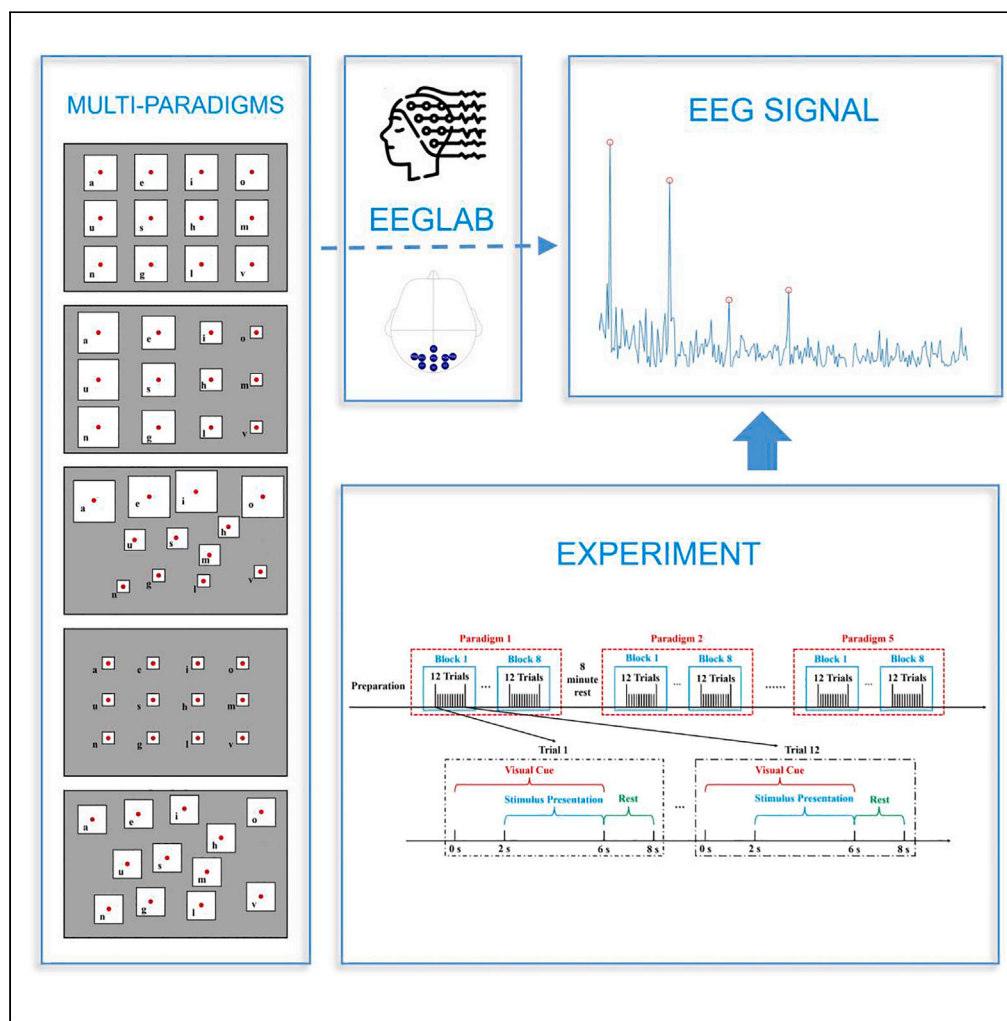 MULTI-PARADIGMS
a e i o
u s h m
n g l v
a e i o
u s h m
n g l v
a e i o
u s m h
n g l v
a e i o
u s h m
n g l v
a e i o
u s m h
n g l v
EEGLAB
EEG SIGNAL
EXPERIMENT
Paradigm 1 Paradigm 2 Paradigm 5
Block 1 Block 8 8 Block 1 Block 8 Block 1 Block 8
12 Trials ... 12 Trials minute 12 Trials ... 12 Trials ...... 12 Trials ... 12 Trials
Preparation rest
Trial 1 Trial 12
Visual Cue Visual Cue
Stimulus Presentation Rest ... Stimulus Presentation Rest
0 s 2 s 6 s 8 s 0 s 2 s 6 s 8 s